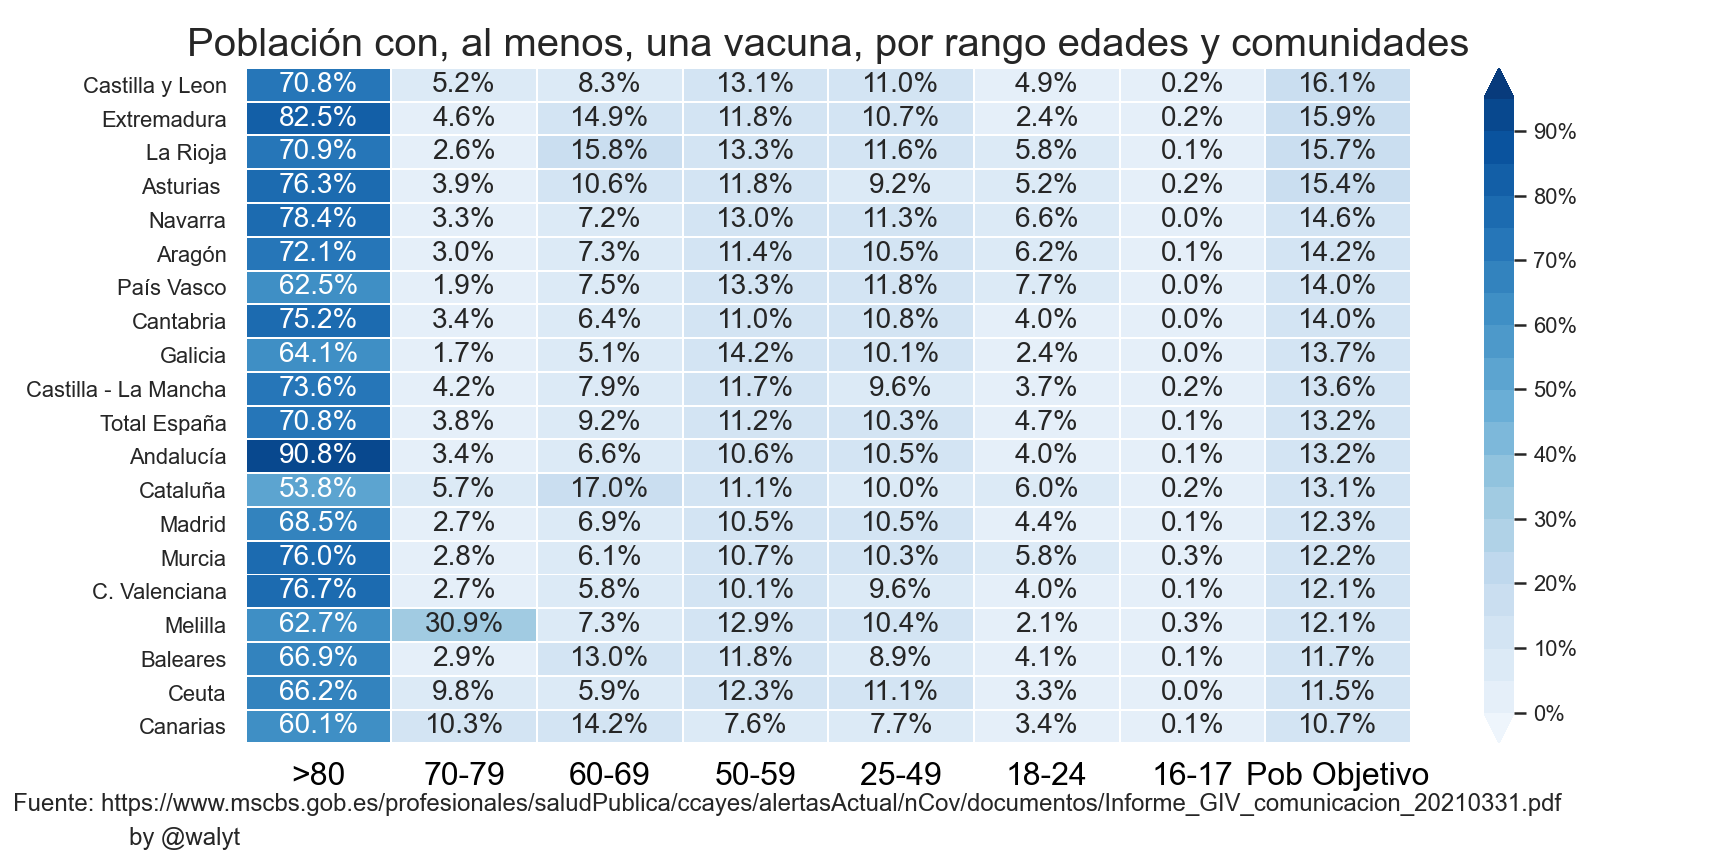 Población con, al menos, una vacuna, por rango edades y comunidades
Castilla y Leon 70.8% 5.2% 8.3% 13.1% 11.0% 4.9% 0.2% 16.1%
Extremadura 82.5% 4.6% 14.9% 11.8% 10.7% 2.4% 0.2% 15.9%
La Rioja 70.9% 2.6% 15.8% 13.3% 11.6% 5.8% 0.1% 15.7%
Asturias 76.3% 3.9% 10.6% 11.8% 9.2% 5.2% 0.2% 15.4%
Navarra 78.4% 3.3% 7.2% 13.0% 11.3% 6.6% 0.0% 14.6%
Aragón 72.1% 3.0% 7.3% 11.4% 10.5% 6.2% 0.1% 14.2%
País Vasco 62.5% 1.9% 7.5% 13.3% 11.8% 7.7% 0.0% 14.0%
Cantabria 75.2% 3.4% 6.4% 11.0% 10.8% 4.0% 0.0% 14.0%
Galicia 64.1% 1.7% 5.1% 14.2% 10.1% 2.4% 0.0% 13.7%
Castilla - La Mancha 73.6% 4.2% 7.9% 11.7% 9.6% 3.7% 0.2% 13.6%
Total España 70.8% 3.8% 9.2% 11.2% 10.3% 4.7% 0.1% 13.2%
Andalucía 90.8% 3.4% 6.6% 10.6% 10.5% 4.0% 0.1% 13.2%
Cataluña 53.8% 5.7% 17.0% 11.1% 10.0% 6.0% 0.2% 13.1%
Madrid 68.5% 2.7% 6.9% 10.5% 10.5% 4.4% 0.1% 12.3%
Murcia 76.0% 2.8% 6.1% 10.7% 10.3% 5.8% 0.3% 12.2%
C. Valenciana 76.7% 2.7% 5.8% 10.1% 9.6% 4.0% 0.1% 12.1%
Melilla 62.7% 30.9% 7.3% 12.9% 10.4% 2.1% 0.3% 12.1%
Baleares 66.9% 2.9% 13.0% 11.8% 8.9% 4.1% 0.1% 11.7%
Ceuta 66.2% 9.8% 5.9% 12.3% 11.1% 3.3% 0.0% 11.5%
Canarias 60.1% 10.3% 14.2% 7.6% 7.7% 3.4% 0.1% 10.7%
>80 70-79 60-69 50-59 25-49 18-24 16-17 Pob Objetivo
90%
80%
70%
60%
50%
40%
30%
20%
10%
0%
Fuente: https://www.mscbs.gob.es/profesionales/saludPublica/ccayes/alertasActual/nCov/documentos/Informe_GIV_comunicacion_20210331.pdf
by @walyt